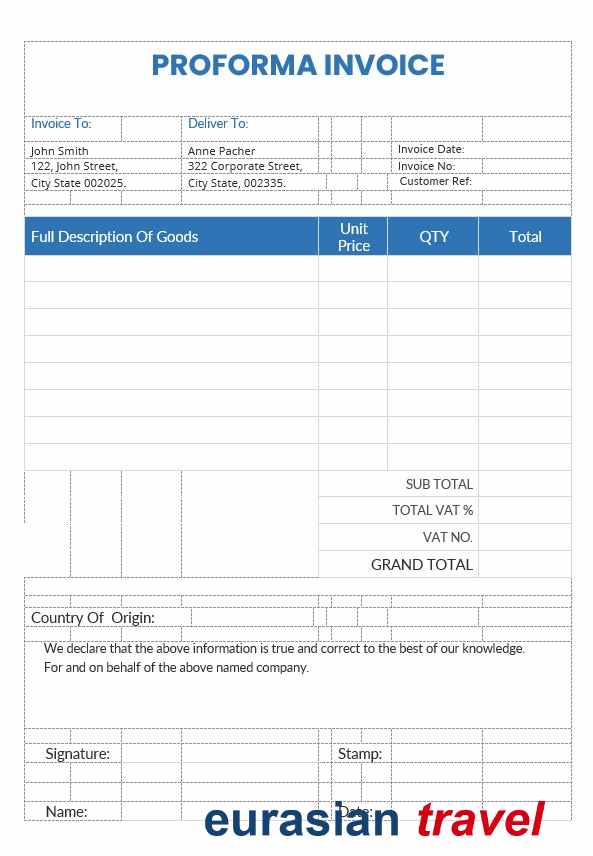 PROFORMA INVOICE
Invoice To: Deliver To:
John Smith Anne Pacher Invoice Date:
122, John Street, 322 Corporate Street, Invoice No:
City State 002025. City State, 002335. Customer Ref:
Full Description Of Goods Unit Price QTY Total
SUB TOTAL
TOTAL VAT %
VAT NO.
GRAND TOTAL
Country Of Origin:
We declare that the above information is true and correct to the best of our knowledge.
For and on behalf of the above named company.
Signature: Stamp:
Name: Date:
eurasian travel